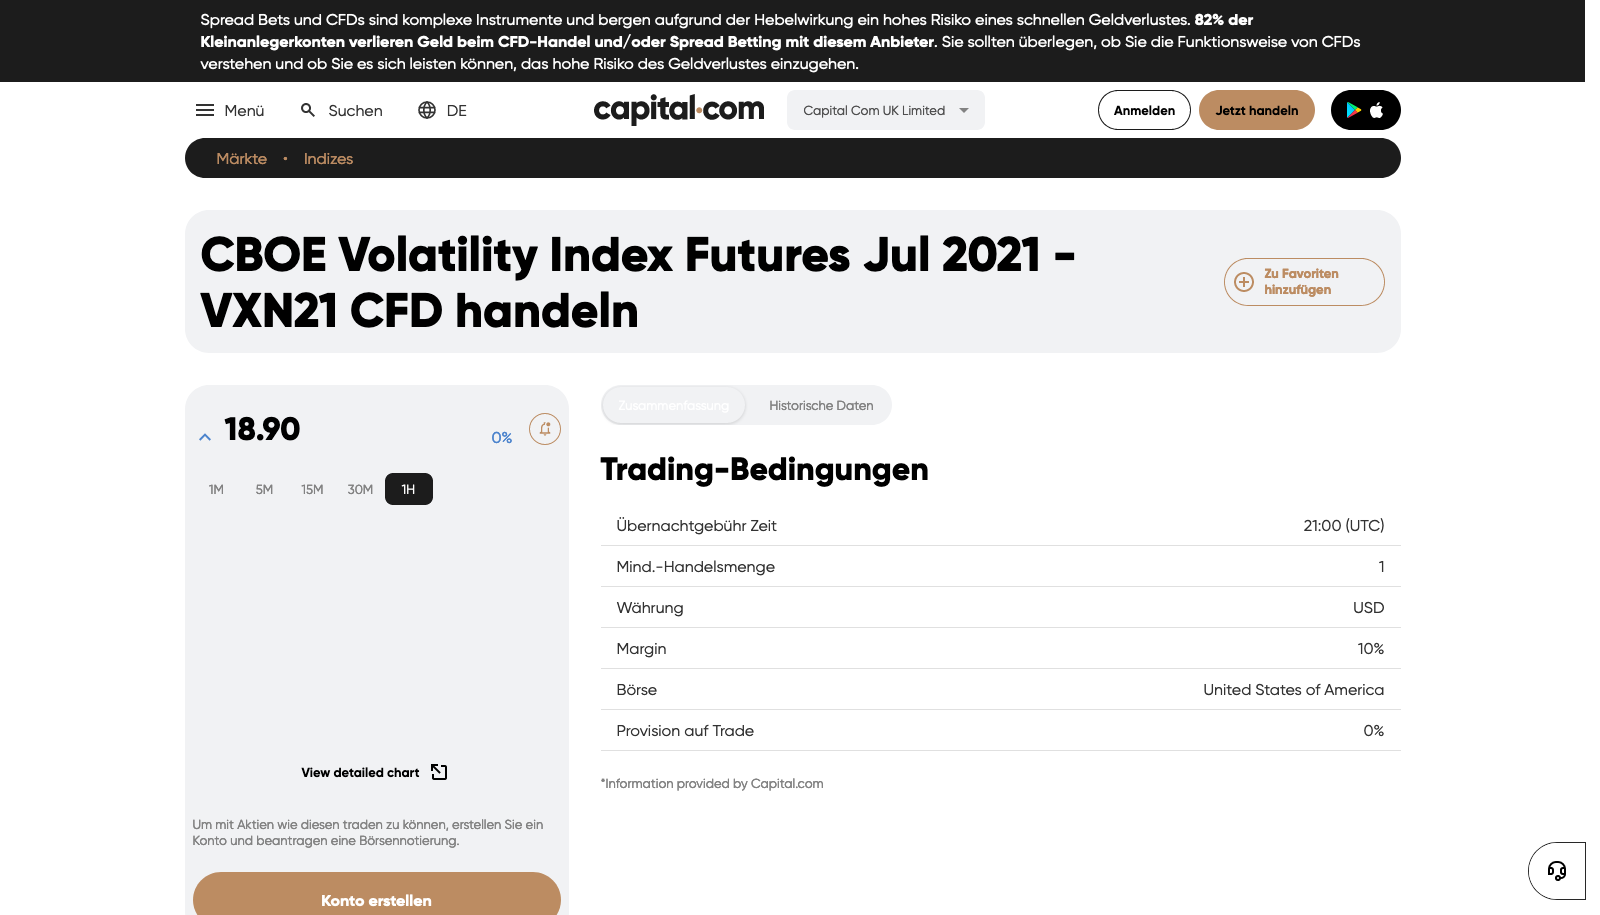 Spread Bets und CFDs sind komplexe Instrumente und bergen aufgrund der Hebelwirkung ein hohes Risiko eines schnellen Geldverlustes. 82% der
Kleinanlegerkonten verlieren Geld beim CFD-Handel und/oder Spread Betting mit diesem Anbieter. Sie sollten überlegen, ob Sie die Funktionsweise von CFDs
verstehen und ob Sie es sich leisten können, das hohe Risiko des Geldverlustes einzugehen.
Menü Suchen DE capital.com Capital Com UK Limited Anmelden Jetzt handeln
Märkte • Indizes
CBOE Volatility Index Futures Jul 2021 -
VXN21 CFD handeln
Zu Favoriten
hinzufügen
18.90 0%
1M 5M 15M 30M 1H
View detailed chart
Um mit Aktien wie diesen traden zu können, erstellen Sie ein
Konto und beantragen eine Börsennotierung.
Konto erstellen
Zusammenfassung Historische Daten
Trading-Bedingungen
Übernachtgebühr Zeit 21:00 (UTC)
Mind.-Handelsmenge 1
Währung USD
Margin 10%
Börse United States of America
Provision auf Trade 0%
*Information provided by Capital.com